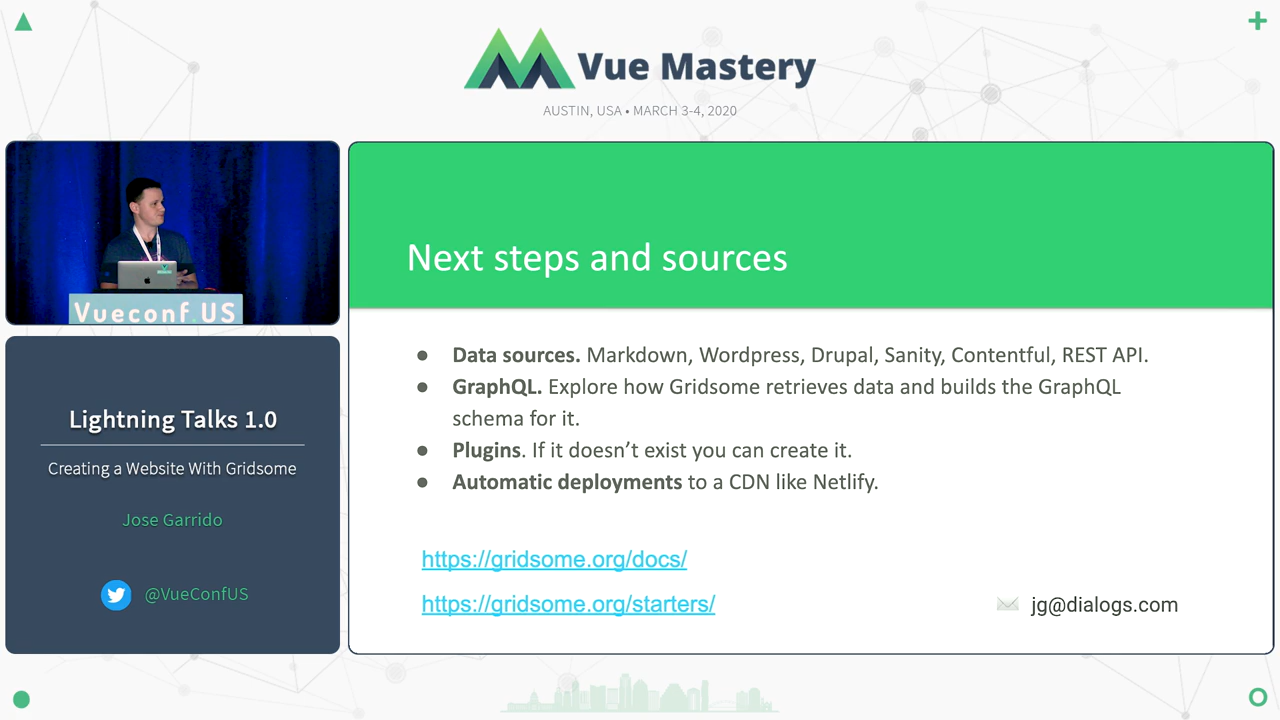 Vue Mastery
AUSTIN, USA • MARCH 3-4, 2020
Vueconf.US
Lightning Talks 1.0
Creating a Website With Gridsome
Jose Garrido
@VueConfUS
Next steps and sources
● Data sources. Markdown, Wordpress, Drupal, Sanity, Contentful, REST API.
● GraphQL. Explore how Gridsome retrieves data and builds the GraphQL
schema for it.
● Plugins. If it doesn’t exist you can create it.
● Automatic deployments to a CDN like Netlify.
https://gridsome.org/docs/
https://gridsome.org/starters/
jg@dialogs.com